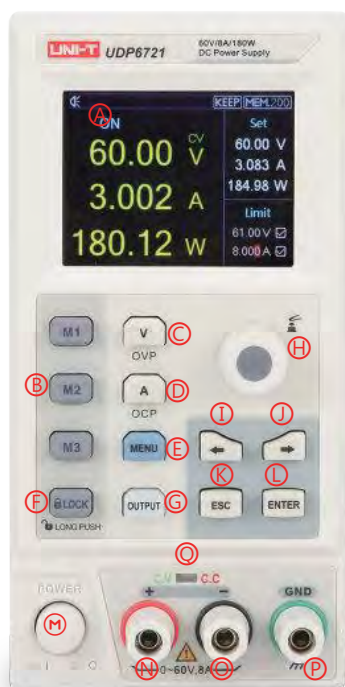 UNI-T UDP6721
60V/8A/180W
DC Power Supply
KEEP MEM.200
A
ON
CV
60.00 V
3.002 A
180.12 W
Set
60.00 V
3.083 A
184.98 W
Limit
61.00 V
8.000 A
M1
V
C
OVP
H
B
M2
A
D
OCP
M3
MENU
E
I
J
F
LOCK
OUTPUT
G
K
L
ESC
ENTER
LONG PUSH
Q
POWER
C.V
C.C
+
−
GND
M
N
O
P
0~60V,8A